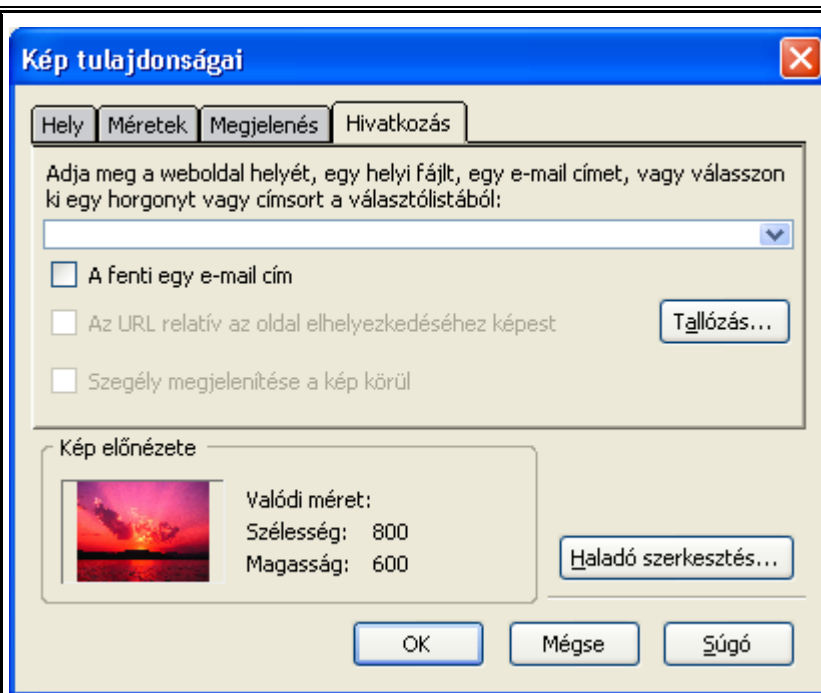 Kép tulajdonságai
Hely Méretek Megjelenés Hivatkozás
Adja meg a weboldal helyét, egy helyi fájlt, egy e-mail címet, vagy válasszon
ki egy horgonyt vagy címsort a választólistából:
A fenti egy e-mail cím
Az URL relatív az oldal elhelyezkedéséhez képest
Tallózás...
Szegély megjelenítése a kép körül
Kép előnézete
Valódi méret:
Szélesség: 800
Magasság: 600
Haladó szerkesztés...
OK Mégse Súgó